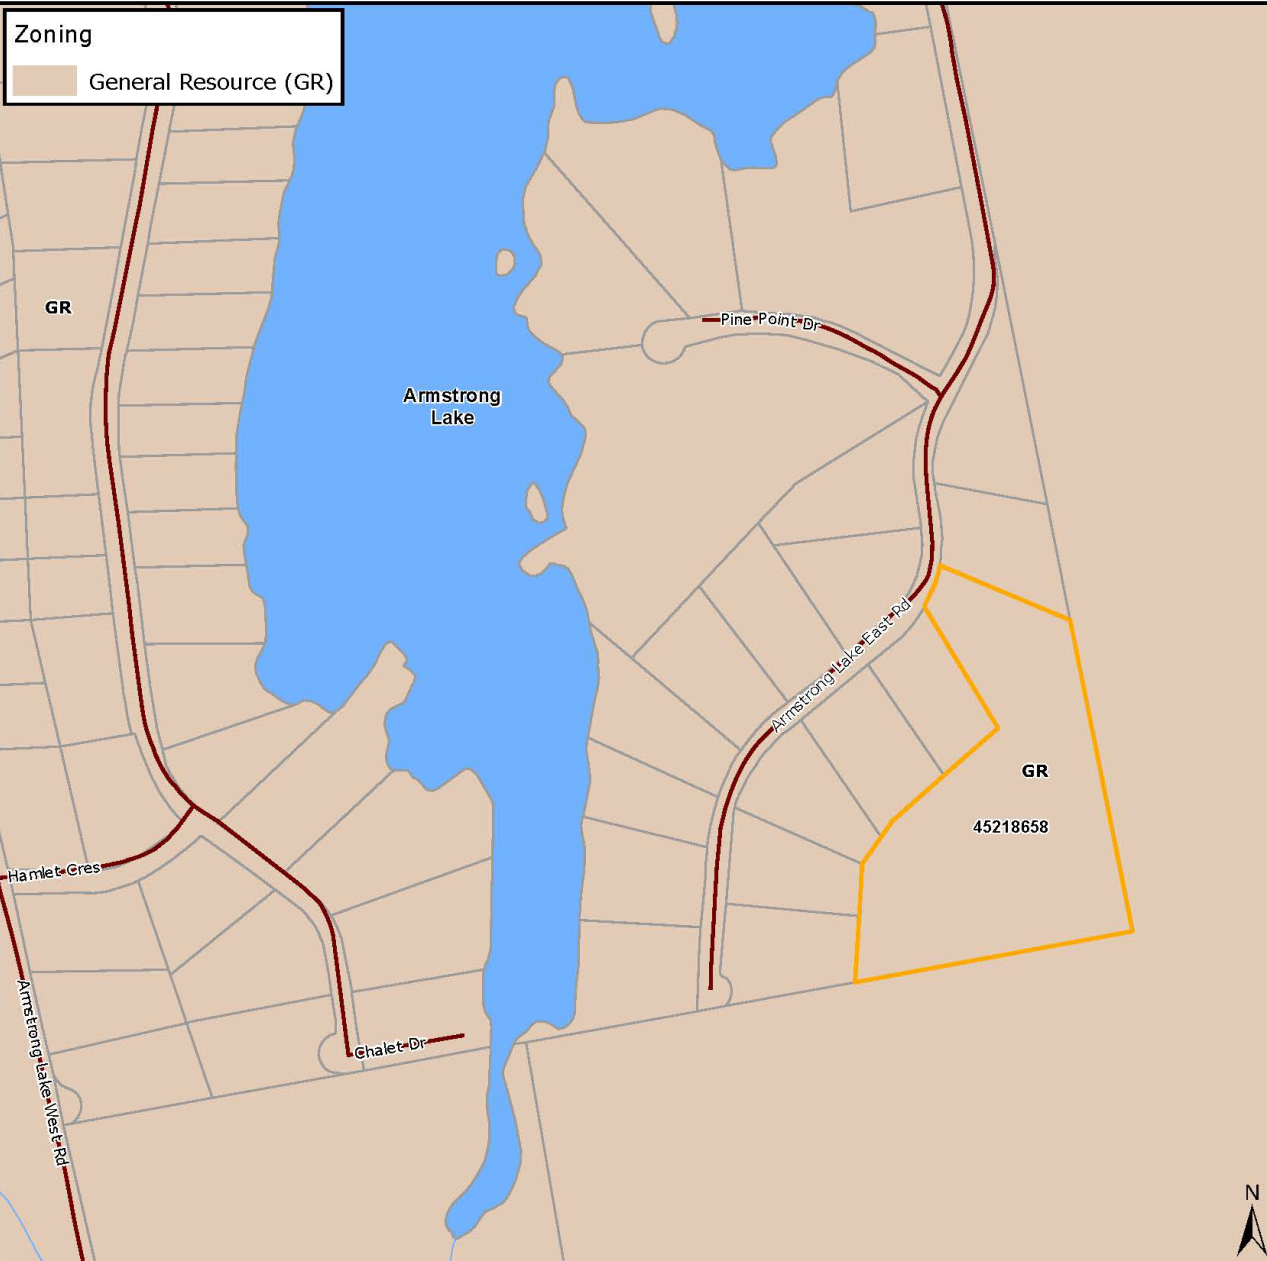 Zoning
General Resource (GR)
GR
Pine Point Dr
Armstrong
Lake
Armstrong Lake East Rd
GR
45218658
Hamlet Cres
Armstrong Lake West Rd
Chalet Dr
N